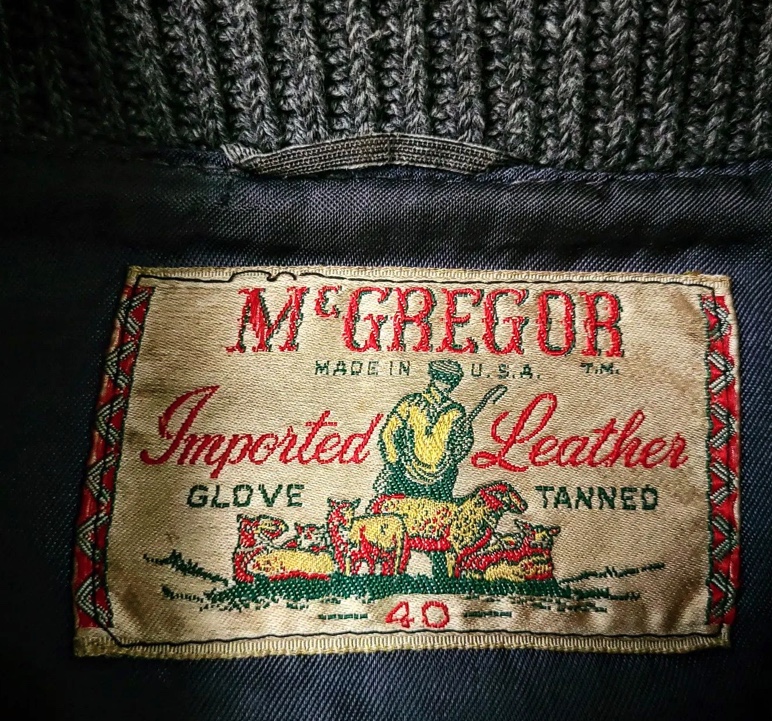 McGREGOR
MADE IN U.S.A. T.M.
Imported Leather
GLOVE TANNED
40